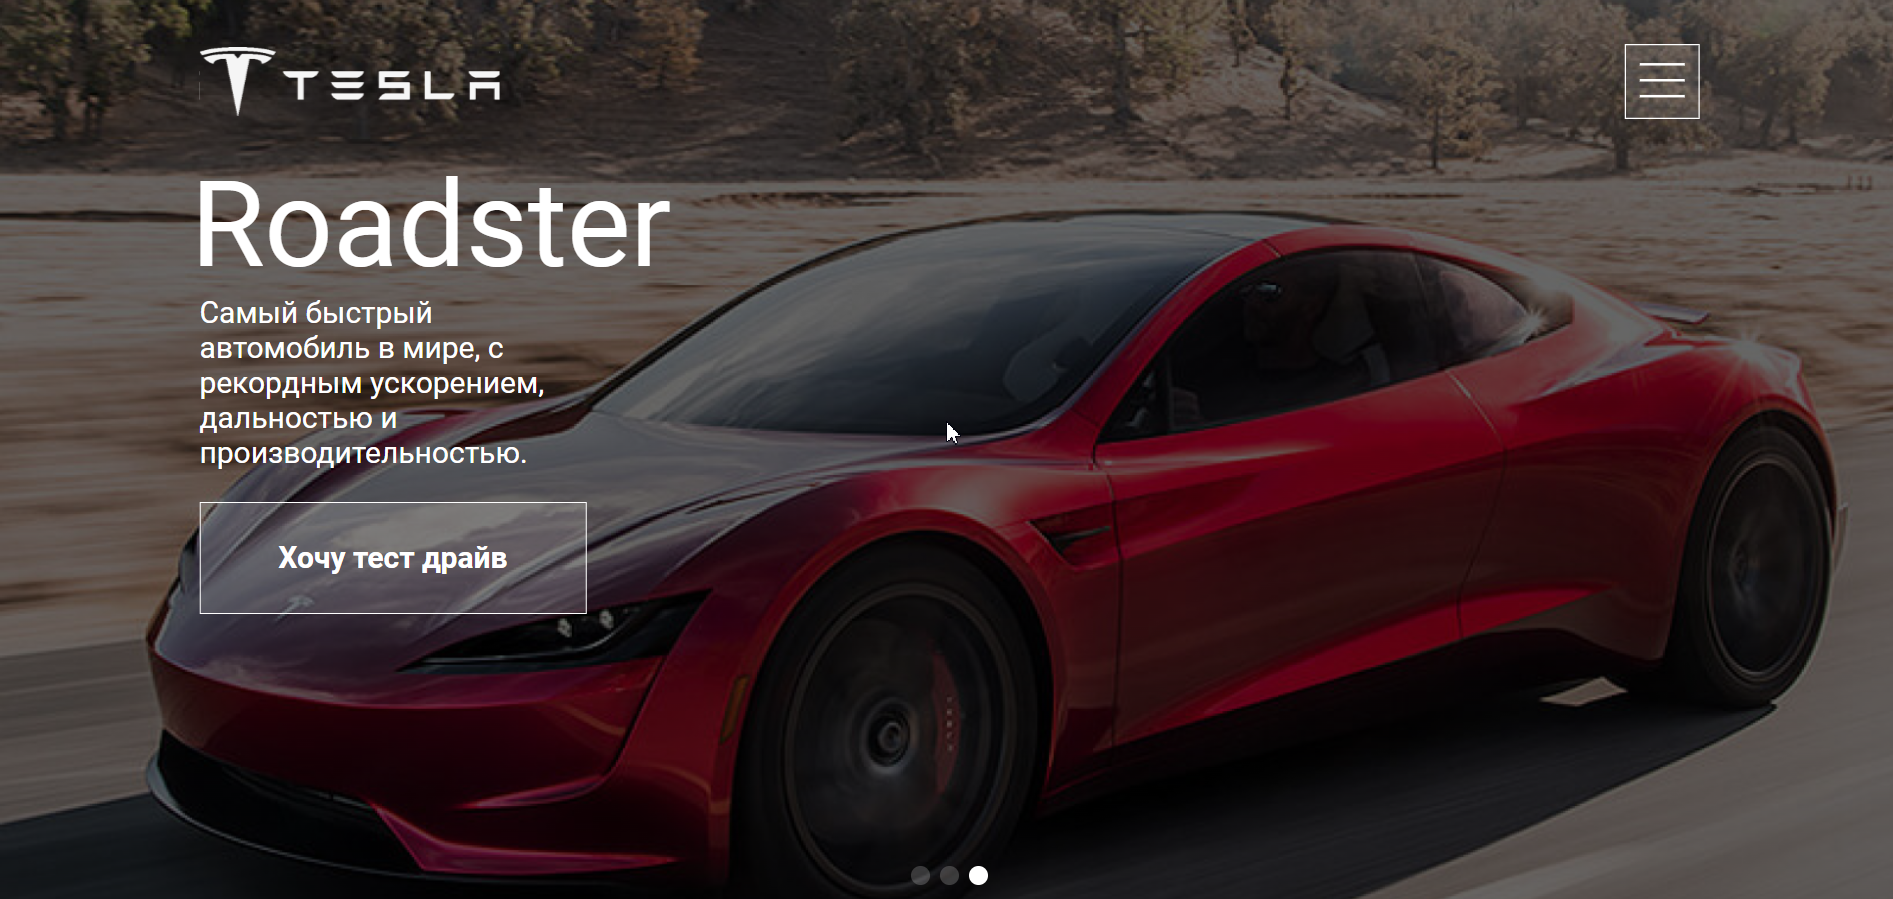 TESLA
Roadster
Самый быстрый
автомобиль в мире, с
рекордным ускорением,
дальностью и
производительностью.
Хочу тест драйв